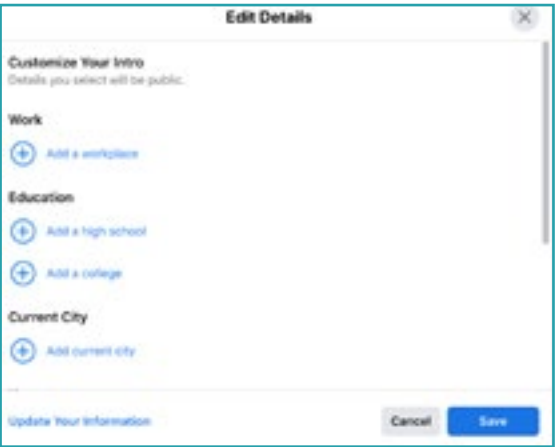 Edit Details
Customize Your Intro
Details you select will be public.
Work
Add a workplace
Education
Add a high school
Add a college
Current City
Add current city
Update Your Information
Cancel
Save